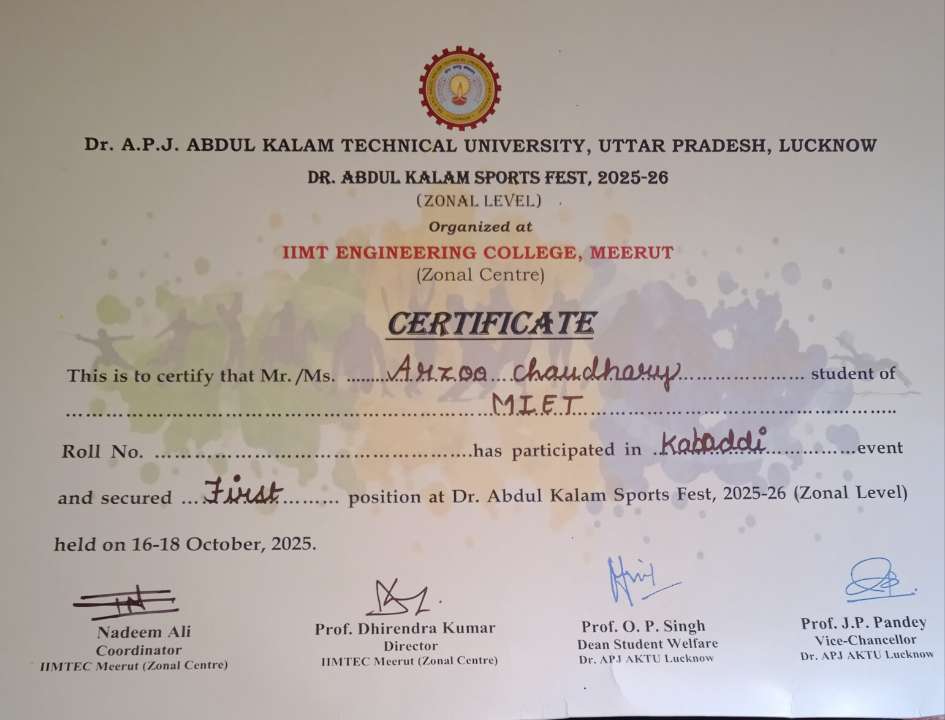 Dr. A.P.J. ABDUL KALAM TECHNICAL UNIVERSITY, UTTAR PRADESH, LUCKNOW
DR. ABDUL KALAM SPORTS FEST, 2025-26
(ZONAL LEVEL)
Organized at
IIMT ENGINEERING COLLEGE, MEERUT
(Zonal Centre)
CERTIFICATE
This is to certify that Mr./Ms. ........Arzoo chaudhary.................... student of
MIET
Roll No. .............................................has participated in Kabaddi.............event
and secured ...First........ position at Dr. Abdul Kalam Sports Fest, 2025-26 (Zonal Level)
held on 16-18 October, 2025.
Nadeem Ali
Coordinator
IIMTEC Meerut (Zonal Centre)
Prof. Dhirendra Kumar
Director
IIMTEC Meerut (Zonal Centre)
Prof. O. P. Singh
Dean Student Welfare
Dr. APJ AKTU Lucknow
Prof. J.P. Pandey
Vice-Chancellor
Dr. APJ AKTU Lucknow